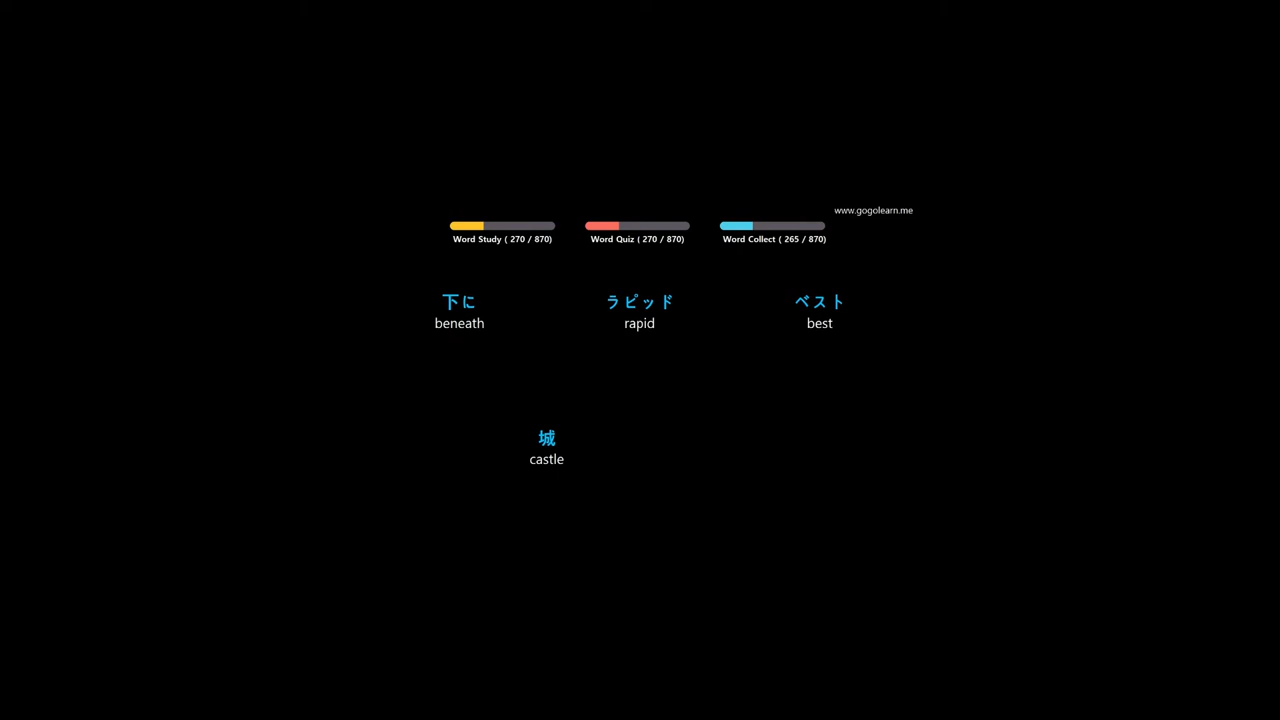 www.gogolearn.me
Word Study ( 270 / 870)
Word Quiz ( 270 / 870)
Word Collect ( 265 / 870)
下に
beneath
ラピッド
rapid
ベスト
best
城
castle